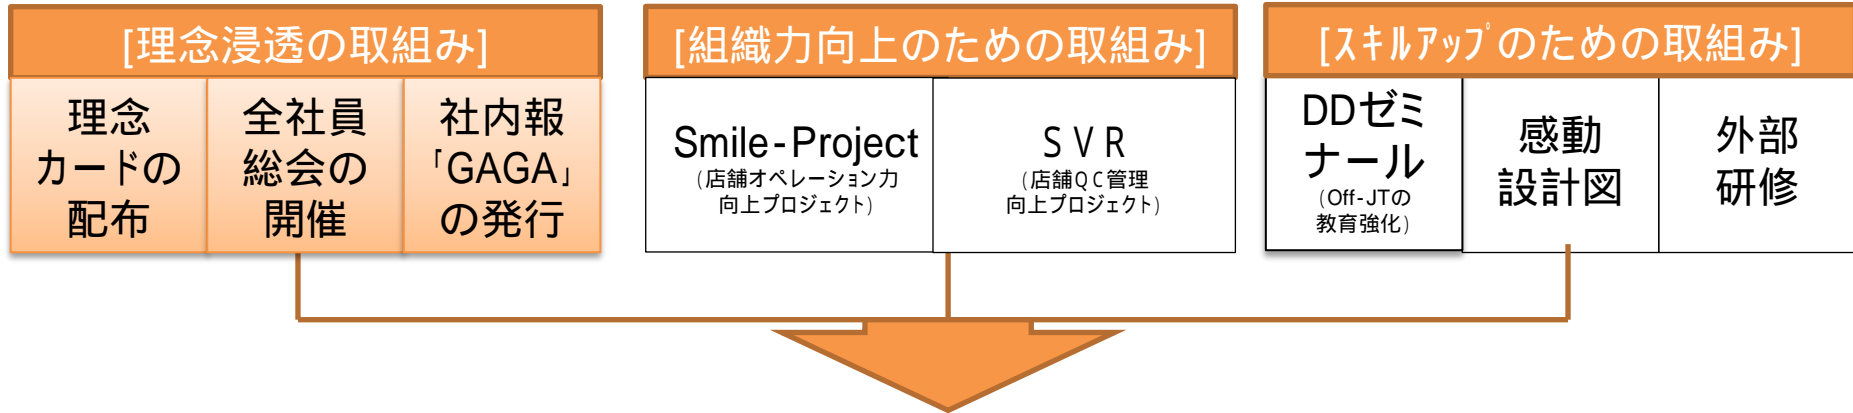 [理念浸透の取組み]
理念
カードの
配布
全社員
総会の
開催
社内報
「GAGA」
の発行
[組織力向上のための取組み]
Smile-Project
(店舗オペレーション力
向上プロジェクト)
SVR
(店舗QC管理
向上プロジェクト)
[ｽｷﾙｱｯﾌﾟのための取組み]
DDゼミ
ナール
(Off-JTの
教育強化)
感動
設計図
外部
研修